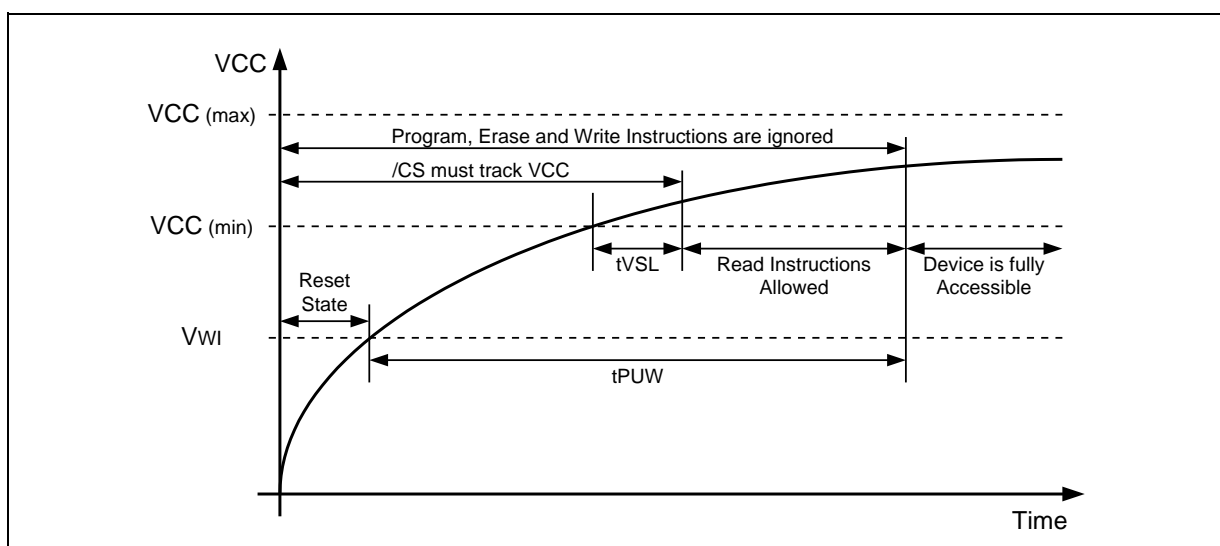 VCC
VCC (max)
Program, Erase and Write Instructions are ignored
/CS must track VCC
VCC (min)
tVSL
Read Instructions
Allowed
Device is fully
Accessible
Reset
State
VWI
tPUW
Time